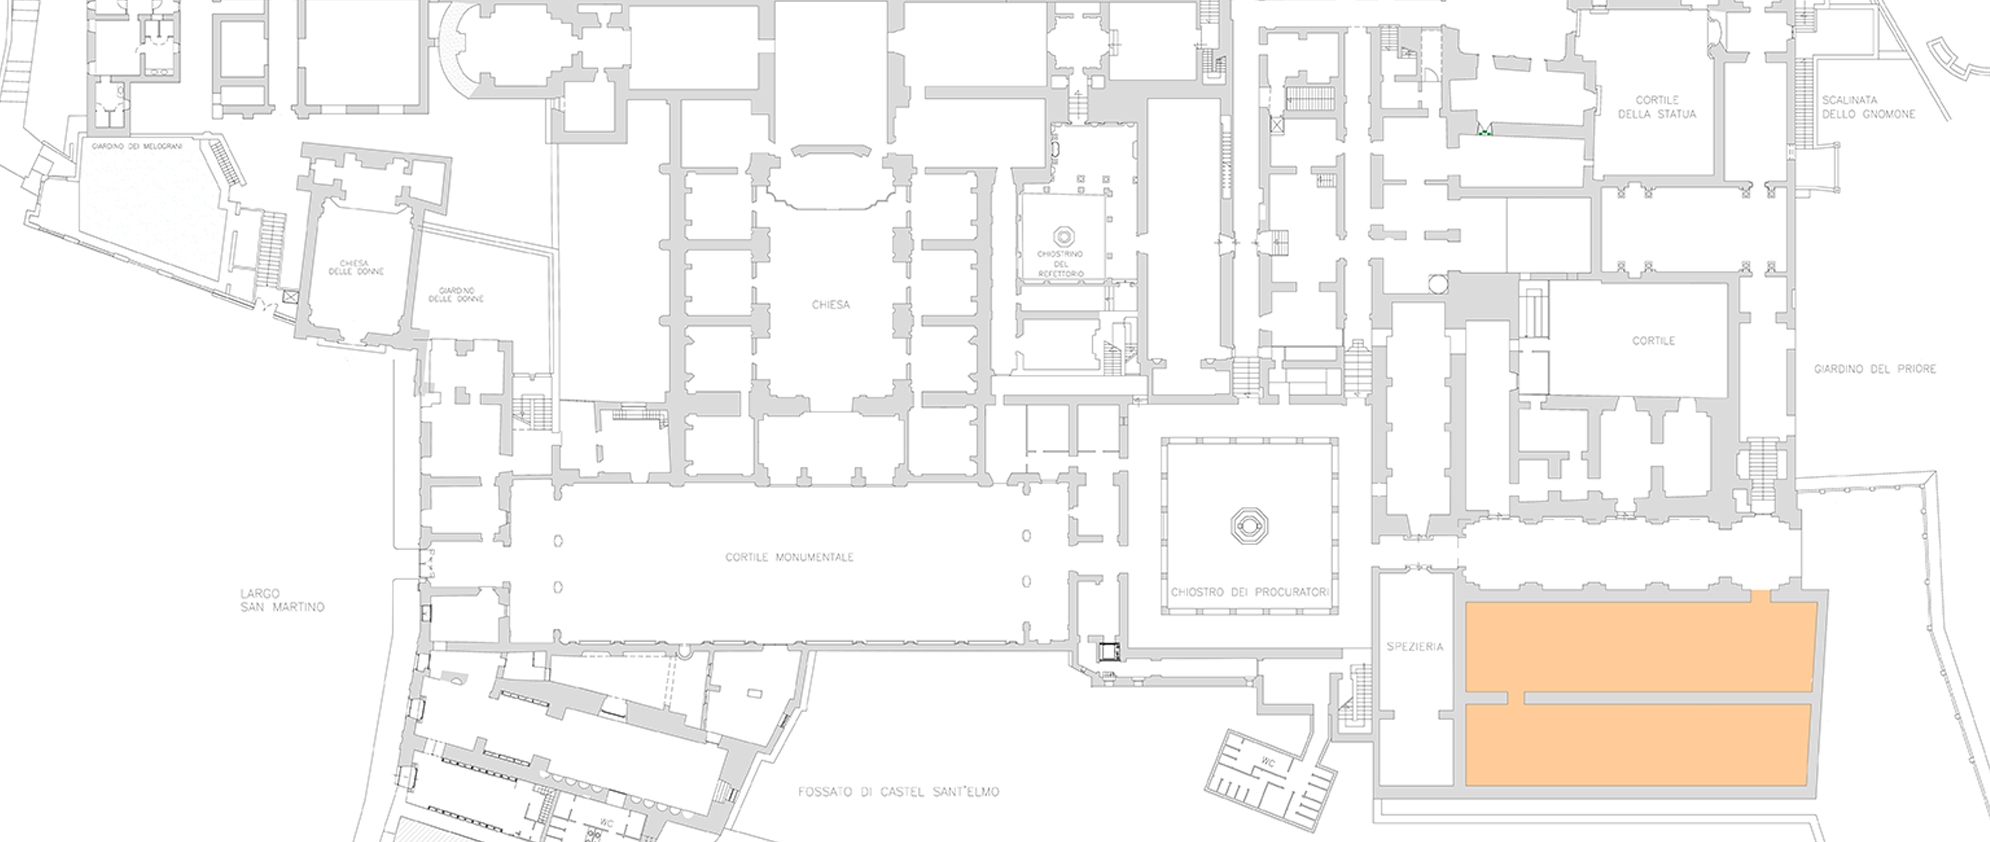 GIARDINO DEI MELOGRANI
CHIESA
DELLE DONNE
GIARDINO
DELLE DONNE
CHIESA
CHIOSTRINO
DEL
REFETTORIO
CORTILE
DELLA STATUA
SCALINATA
DELLO GNOMONE
CORTILE
GIARDINO DEL PRIORE
LARGO
SAN MARTINO
CORTILE MONUMENTALE
CHIOSTRO DEI PROCURATORI
SPEZIERIA
FOSSATO DI CASTEL SANT'ELMO
WC
WC